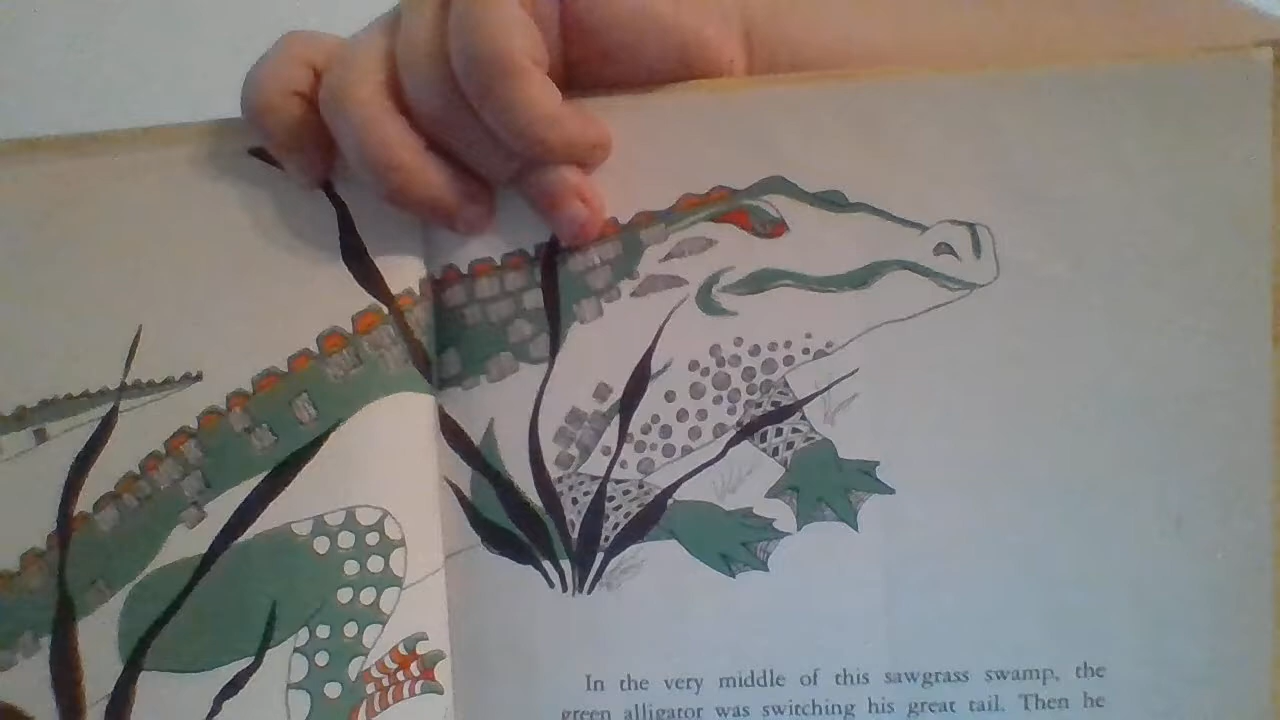 In the very middle of this sawgrass swamp, the
green alligator was switching his great tail. Then he